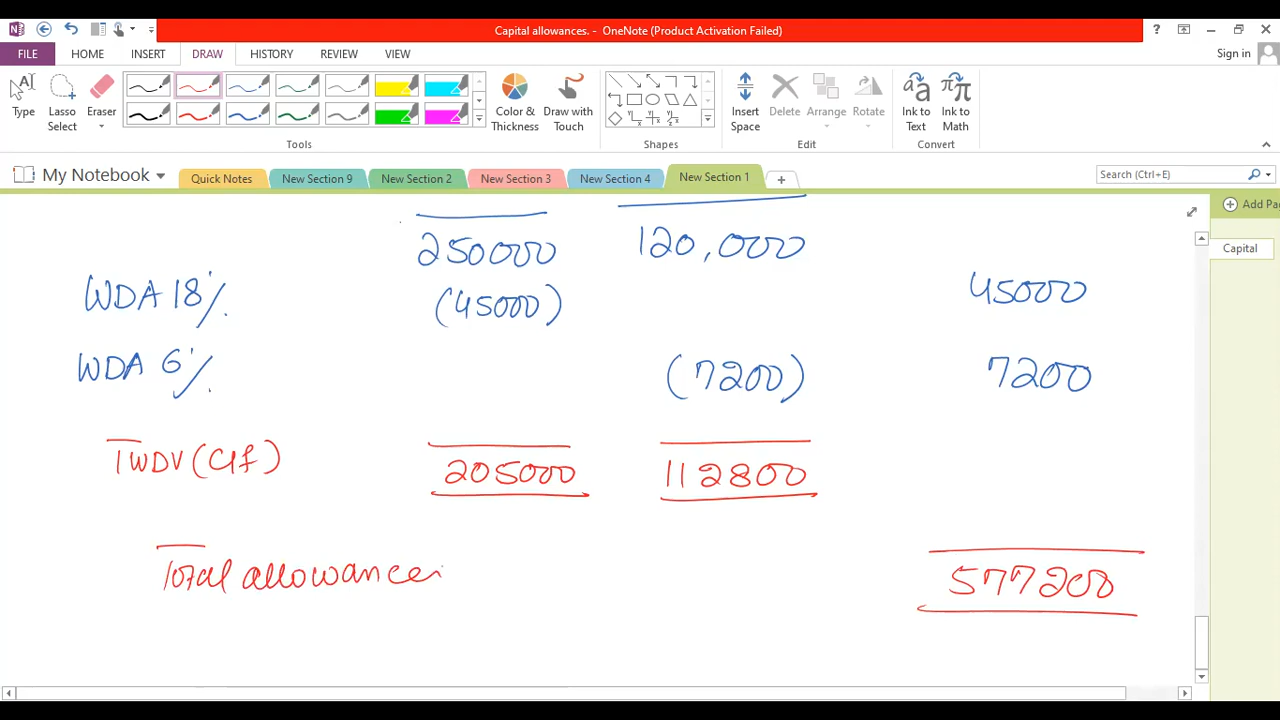 Capital allowances. - OneNote (Product Activation Failed)
Sign in
FILE HOME INSERT DRAW HISTORY REVIEW VIEW
Type
Lasso Select
Eraser
Color & Thickness
Draw with Touch
Insert Space
Delete
Arrange
Rotate
Ink to Text
Ink to Math
Tools Shapes Edit Convert
My Notebook Quick Notes New Section 9 New Section 2 New Section 3 New Section 4 New Section 1
Search (Ctrl+E)
Add Pa
Capital
250000 120,000
WDA 18% (45000) 45000
WDA 6% (7200) 7200
TWDV (C/f) 205000 112800
Total allowances 577200